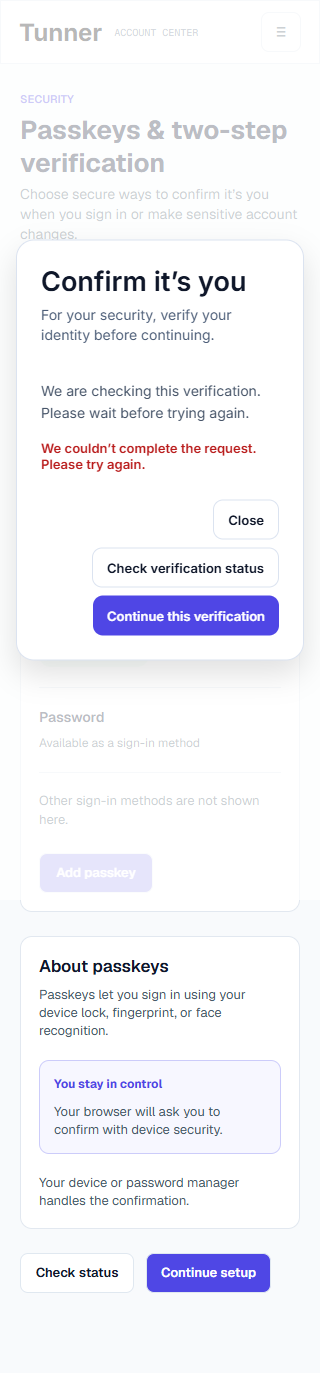 Tunner ACCOUNT CENTER
SECURITY
Passkeys & two-step
verification
Choose secure ways to confirm it's you
when you sign in or make sensitive account
changes.
Confirm it’s you
For your security, verify your
identity before continuing.
We are checking this verification.
Please wait before trying again.
We couldn’t complete the request.
Please try again.
Close
Check verification status
Continue this verification
Password
Available as a sign-in method
Other sign-in methods are not shown
here.
Add passkey
About passkeys
Passkeys let you sign in using your
device lock, fingerprint, or face
recognition.
You stay in control
Your browser will ask you to
confirm with device security.
Your device or password manager
handles the confirmation.
Check status
Continue setup